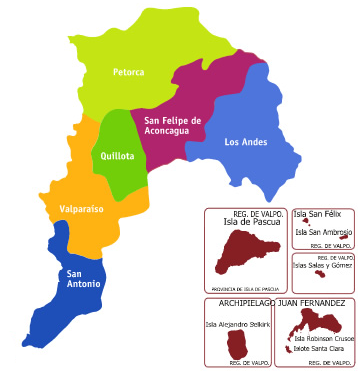 Petorca
San Felipe de
Aconcagua
Los Andes
Quillota
Valparaiso
San
Antonio
REG. DE VALPO.
Isla de Pascua
PROVINCIA DE ISLA DE PASCUA
Isla San Félix
Isla San Ambrosio
REG. DE VALPO.
REG. DE VALPO.
Islas Salas y Gómez
ARCHIPIELAGO JUAN FERNANDEZ
Isla Alejandro Selkirk
REG. DE VALPO.
Isla Robinson Crusoe
Islote Santa Clara
REG. DE VALPO.